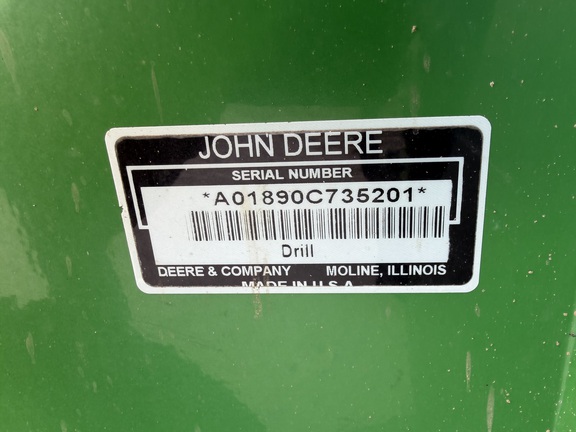 JOHN DEERE
SERIAL NUMBER
*A01890C735201*
Drill
DEERE & COMPANY MOLINE, ILLINOIS
MADE IN U.S.A